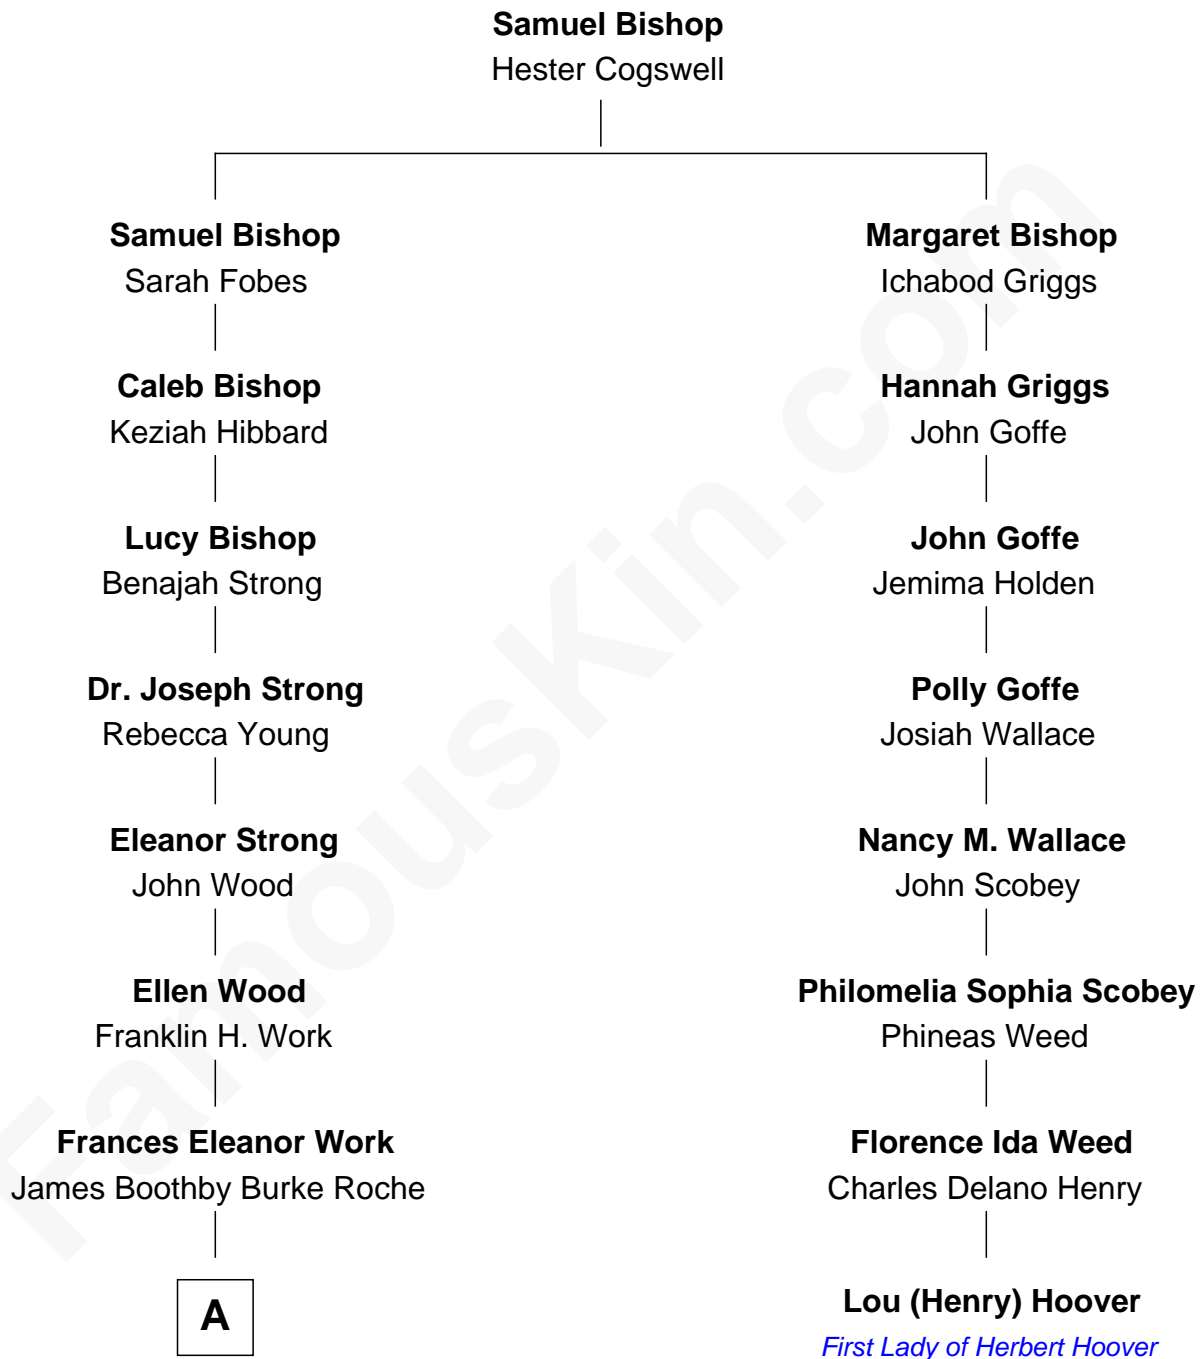 Samuel Bishop
Hester Cogswell
Samuel Bishop
Sarah Fobes
Margaret Bishop
Ichabod Griggs
Caleb Bishop
Keziah Hibbard
Hannah Griggs
John Goffe
Lucy Bishop
Benajah Strong
John Goffe
Jemima Holden
Dr. Joseph Strong
Rebecca Young
Polly Goffe
Josiah Wallace
Eleanor Strong
John Wood
Nancy M. Wallace
John Scobey
Ellen Wood
Franklin H. Work
Philomelia Sophia Scobey
Phineas Weed
Frances Eleanor Work
James Boothby Burke Roche
Florence Ida Weed
Charles Delano Henry
A
Lou (Henry) Hoover
First Lady of Herbert Hoover
FamousKin.com